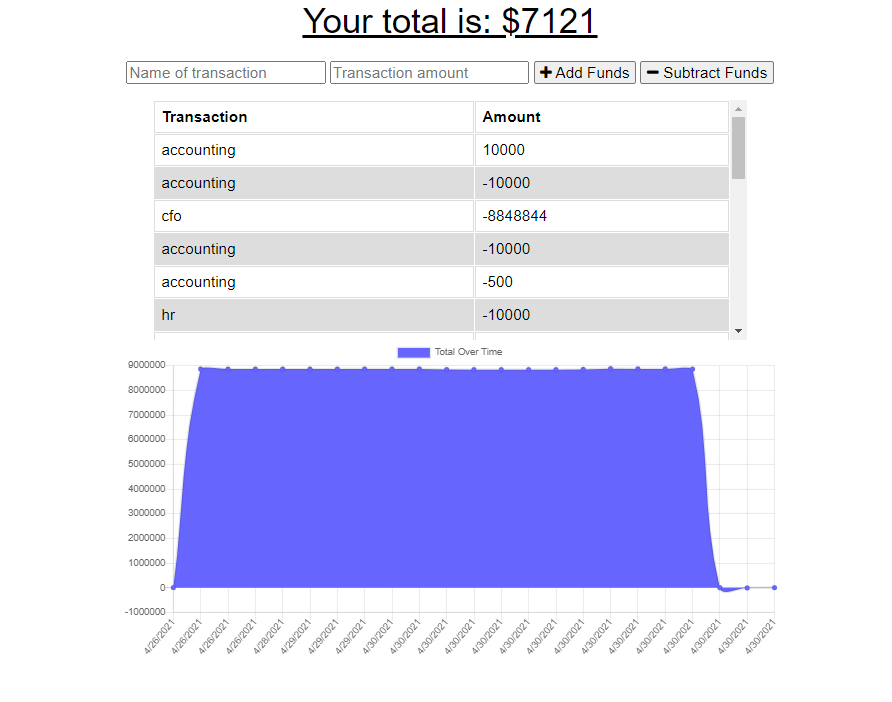 Your total is: $7121
Name of transaction Transaction amount Add Funds Subtract Funds
Transaction Amount
accounting 10000
accounting -10000
cfo -8848844
accounting -10000
accounting -500
hr -10000
Total Over Time
9000000
8000000
7000000
6000000
5000000
4000000
3000000
2000000
1000000
0
-1000000
4/26/2021 4/26/2021 4/26/2021 4/26/2021 4/28/2021 4/29/2021 4/29/2021 4/29/2021 4/30/2021 4/30/2021 4/30/2021 4/30/2021 4/30/2021 4/30/2021 4/30/2021 4/30/2021 4/30/2021 4/30/2021 4/30/2021 4/30/2021 4/30/2021 4/30/2021 4/30/2021